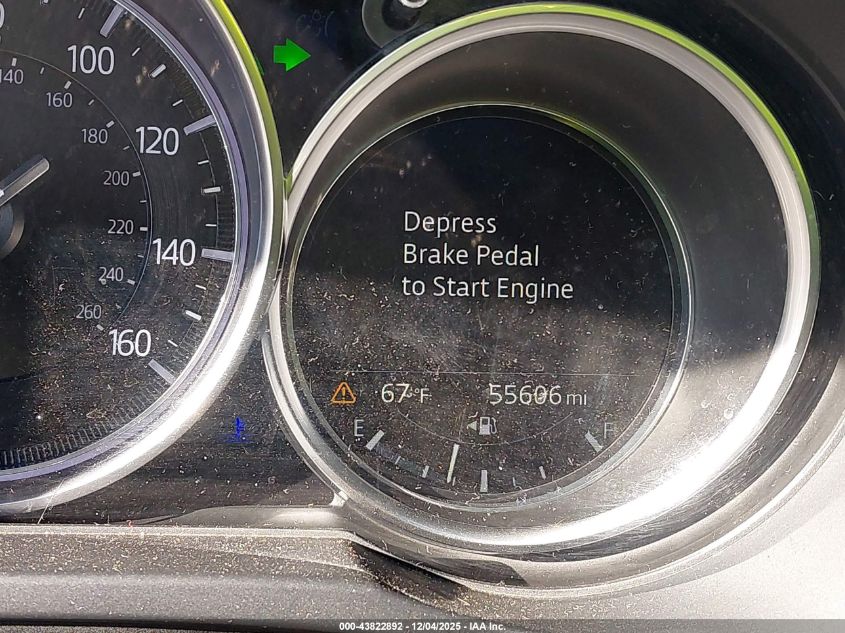 100
120
140
160
140
160
180
200
220
240
260
Depress
Brake Pedal
to Start Engine
67°F
55606 mi
E
F
000-43822892 - 12/04/2025 - IAA Inc.